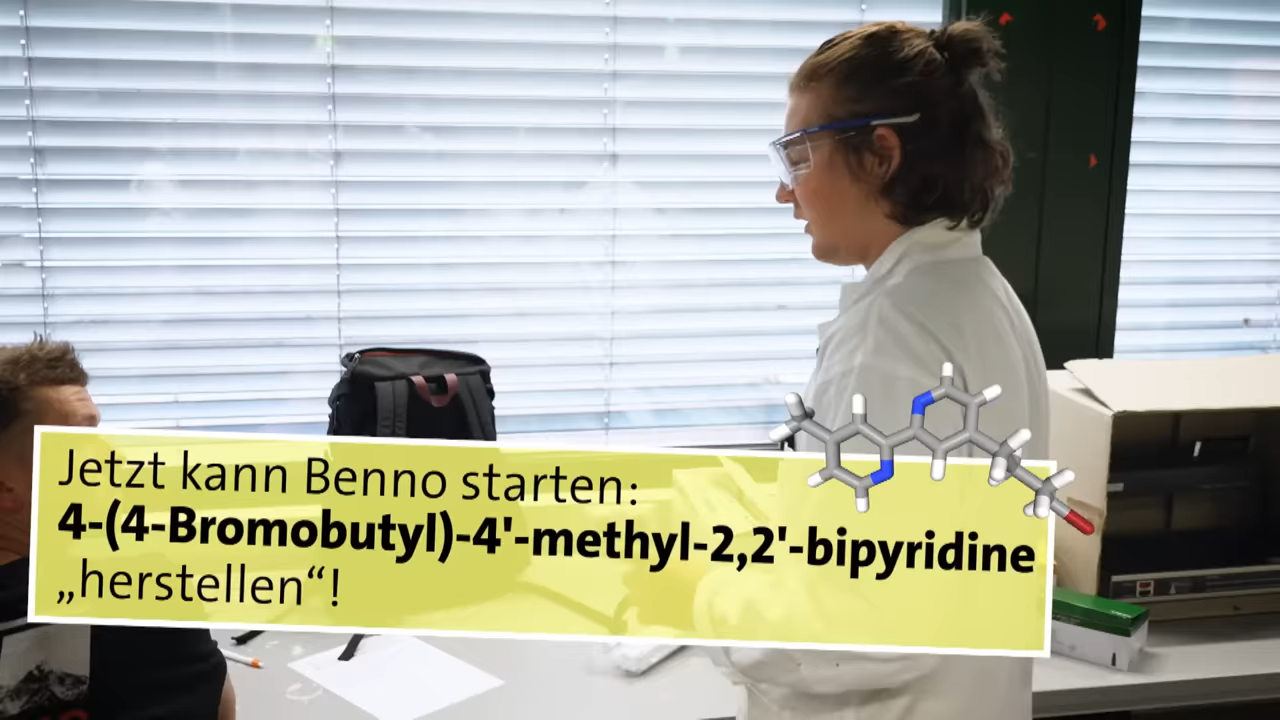 Jetzt kann Benno starten:
4-(4-Bromobutyl)-4'-methyl-2,2'-bipyridine
„herstellen“!